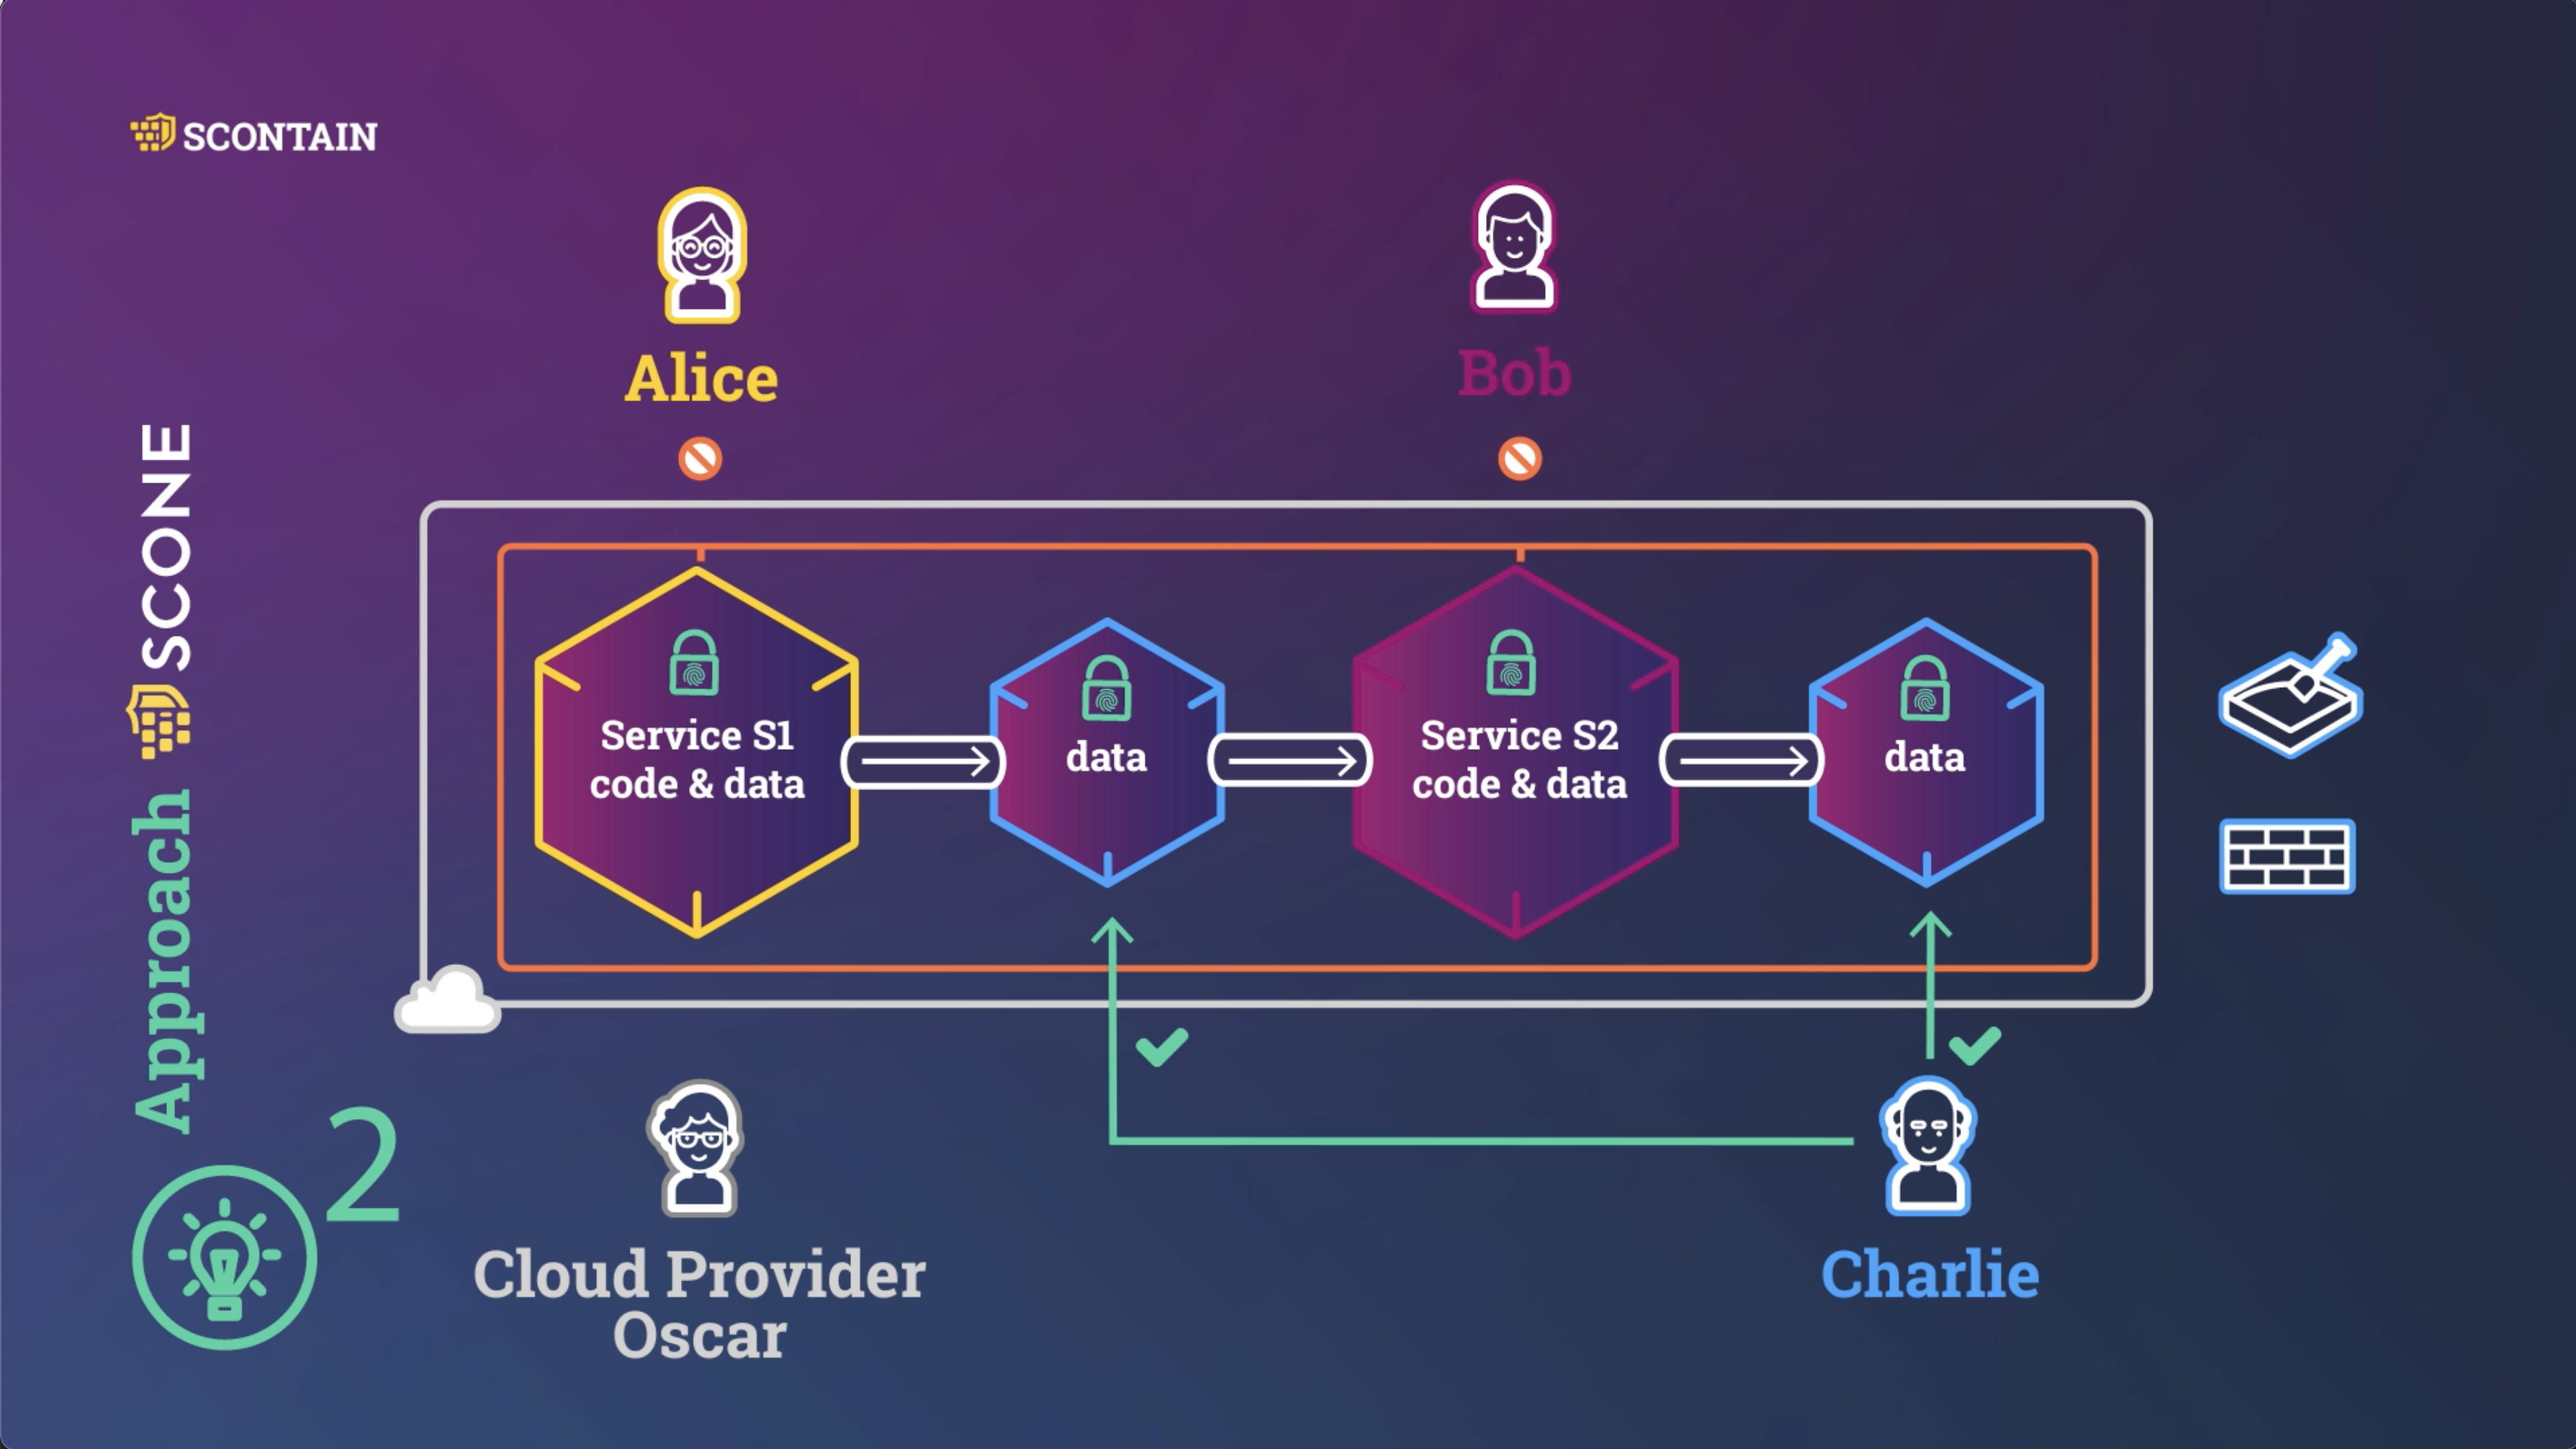 SCONTAIN
Alice
Bob
Approach SCONE
Service S1
code & data
data
Service S2
code & data
data
2
Cloud Provider
Oscar
Charlie